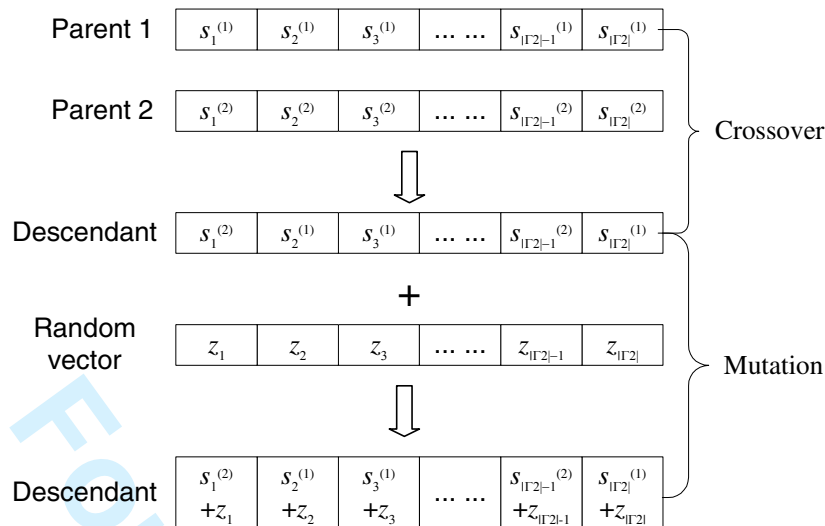 Parent 1 s₁⁽¹⁾ s₂⁽¹⁾ s₃⁽¹⁾ ... ... s|Γ2|−1⁽¹⁾ s|Γ2|⁽¹⁾
Parent 2 s₁⁽²⁾ s₂⁽²⁾ s₃⁽²⁾ ... ... s|Γ2|−1⁽²⁾ s|Γ2|⁽²⁾
Crossover
Descendant s₁⁽²⁾ s₂⁽¹⁾ s₃⁽¹⁾ ... ... s|Γ2|−1⁽²⁾ s|Γ2|⁽¹⁾
+
Random
vector z₁ z₂ z₃ ... ... z|Γ2|−1 z|Γ2|
Mutation
Descendant s₁⁽²⁾ s₂⁽¹⁾ s₃⁽¹⁾ ... ... s|Γ2|−1⁽²⁾ s|Γ2|⁽¹⁾
+z₁ +z₂ +z₃ +z|Γ2|-1 +z|Γ2|